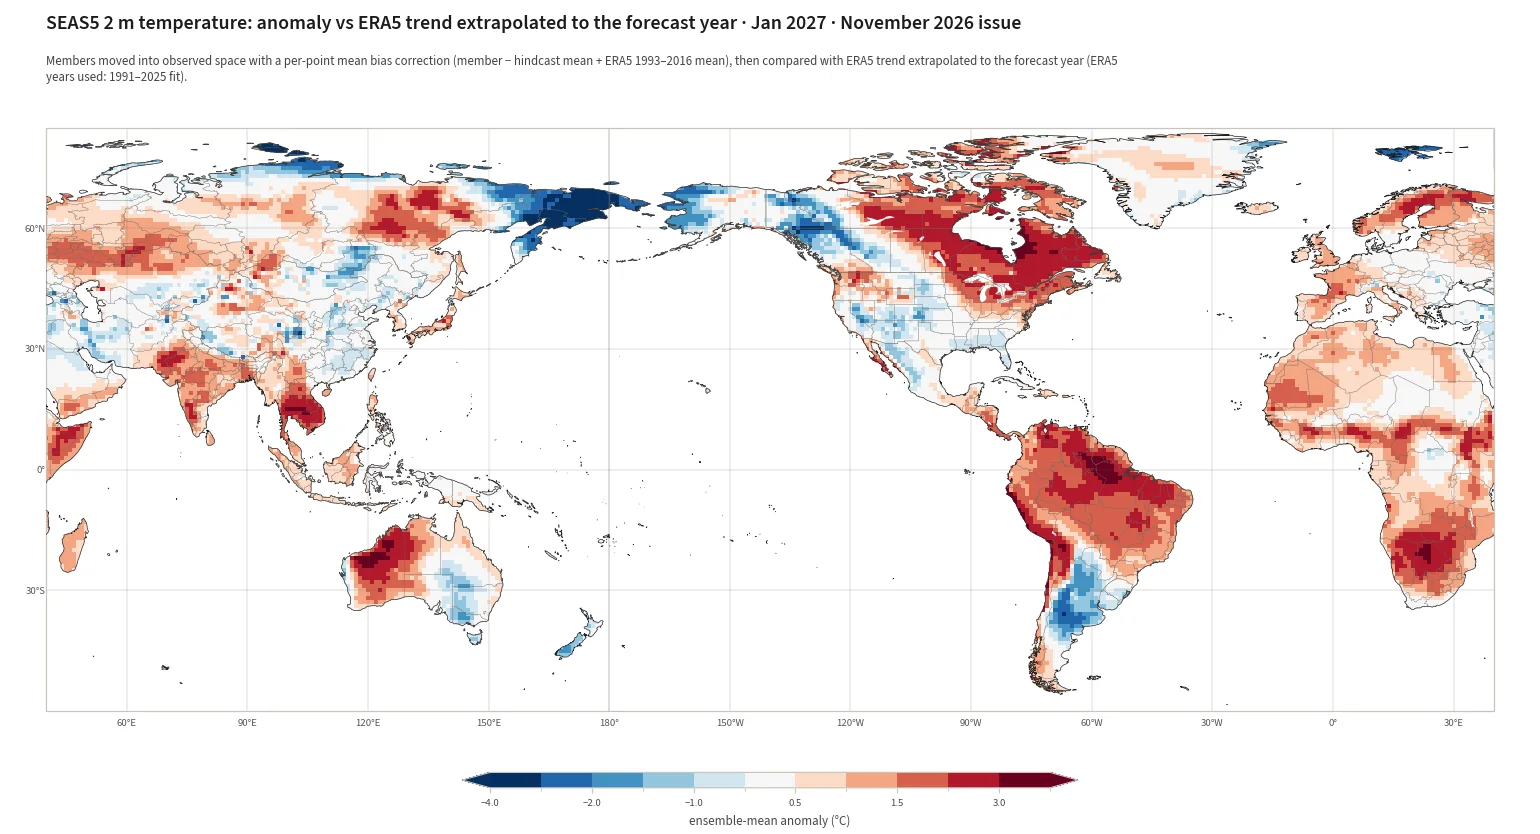 SEAS5 2 m temperature: anomaly vs ERA5 trend extrapolated to the forecast year · Jan 2027 · November 2026 issue
Members moved into observed space with a per-point mean bias correction (member − hindcast mean + ERA5 1993–2016 mean), then compared with ERA5 trend extrapolated to the forecast year (ERA5
years used: 1991–2025 fit).
60°N
30°N
0°
30°S
60°E
90°E
120°E
150°E
180°
150°W
120°W
90°W
60°W
30°W
0°
30°E
−4.0
−2.0
−1.0
0.5
1.5
3.0
ensemble-mean anomaly (°C)